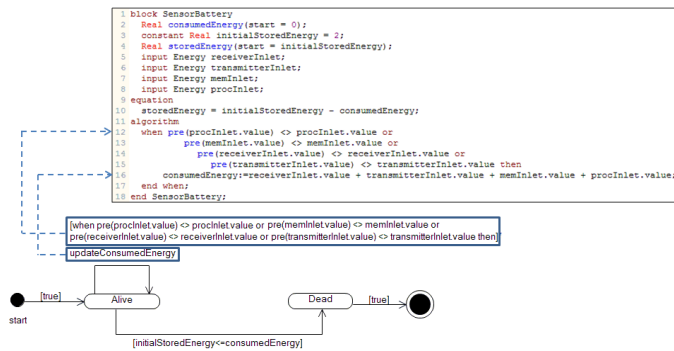 1 block SensorBattery
2 Real consumedEnergy(start = 0);
3 constant Real initialStoredEnergy = 2;
4 Real storedEnergy(start = initialStoredEnergy);
5 input Energy receiverInlet;
6 input Energy transmitterInlet;
7 input Energy memInlet;
8 input Energy procInlet;
9 equation
10 storedEnergy = initialStoredEnergy - consumedEnergy;
11 algorithm
12 when pre(procInlet.value) <> procInlet.value or
13 pre(memInlet.value) <> memInlet.value or
14 pre(receiverInlet.value) <> receiverInlet.value or
15 pre(transmitterInlet.value) <> transmitterInlet.value then
16 consumedEnergy:=receiverInlet.value + transmitterInlet.value + memInlet.value + procInlet.value;
17 end when;
18 end SensorBattery;
[when pre(procInlet.value) <> procInlet.value or pre(memInlet.value) <> memInlet.value or
pre(receiverInlet.value) <> receiverInlet.value or pre(transmitterInlet.value) <> transmitterInlet.value then]/
updateConsumedEnergy
[true]
Alive
Dead
[true]
start
[initialStoredEnergy<=consumedEnergy]